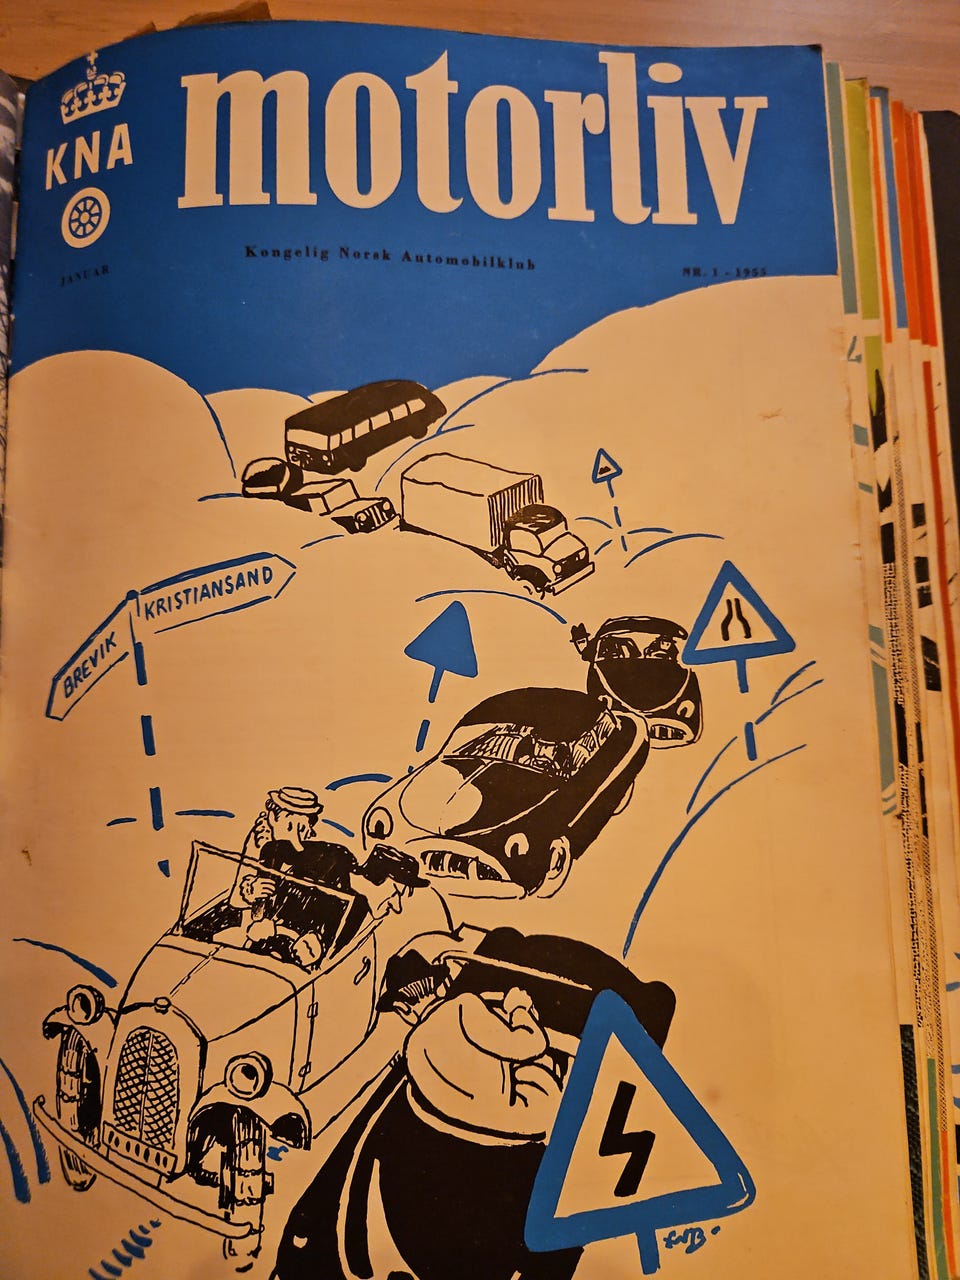 KNA
motorliv
JANUAR
Kongelig Norsk Automobilklub
NR. 1 - 1955
KRISTIANSAND
BREVIK